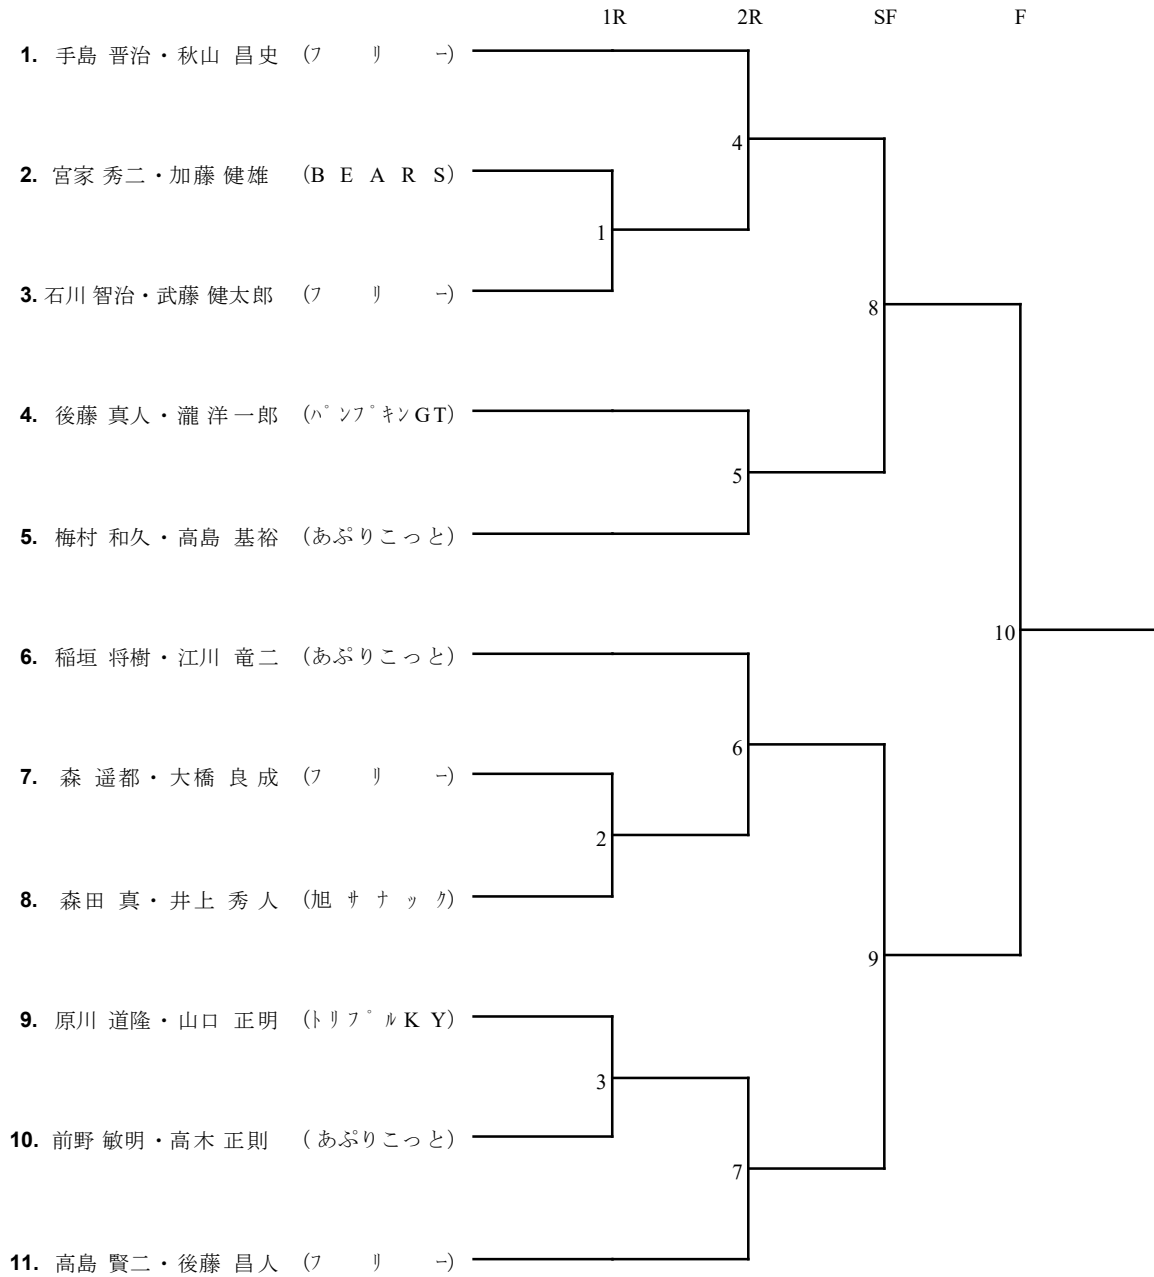 1R 2R SF F
1. 手島 晋治・秋山 昌史 (フリー)
4
2. 宮家 秀二・加藤 健雄 (BEARS)
1
3. 石川 智治・武藤 健太郎 (フリー)
8
4. 後藤 真人・瀧 洋一郎 (パンプキンGT)
5
5. 梅村 和久・高島 基裕 (あぷりこっと)
10
6. 稲垣 将樹・江川 竜二 (あぷりこっと)
6
7. 森 遥都・大橋 良成 (フリー)
2
8. 森田 真・井上 秀人 (旭サナック)
9
9. 原川 道隆・山口 正明 (トリプルKY)
3
10. 前野 敏明・高木 正則 (あぷりこっと)
7
11. 高島 賢二・後藤 昌人 (フリー)